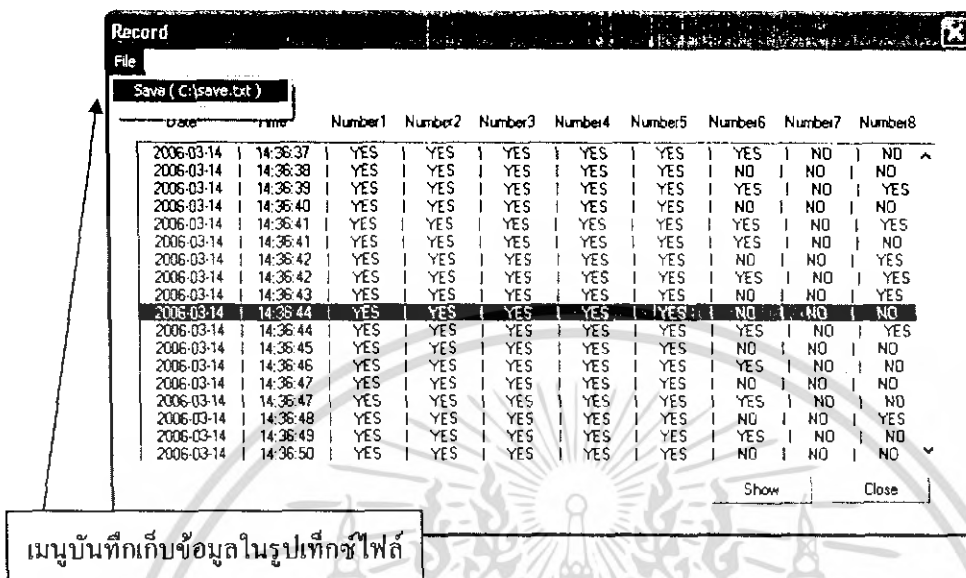 Record
File
Save ( C:\save.txt )
Date Time Number1 Number2 Number3 Number4 Number5 Number6 Number7 Number8
2006-03-14 | 14:36:37 | YES | YES | YES | YES | YES | YES | NO | NO
2006-03-14 | 14:36:38 | YES | YES | YES | YES | YES | NO | NO | NO
2006-03-14 | 14:36:39 | YES | YES | YES | YES | YES | YES | NO | YES
2006-03-14 | 14:36:40 | YES | YES | YES | YES | YES | NO | NO | NO
2006-03-14 | 14:36:41 | YES | YES | YES | YES | YES | YES | NO | YES
2006-03-14 | 14:36:41 | YES | YES | YES | YES | YES | YES | NO | NO
2006-03-14 | 14:36:42 | YES | YES | YES | YES | YES | NO | NO | YES
2006-03-14 | 14:36:42 | YES | YES | YES | YES | YES | YES | NO | YES
2006-03-14 | 14:36:43 | YES | YES | YES | YES | YES | NO | NO | YES
2006-03-14 | 14:36:44 | YES | YES | YES | YES | YES | NO | NO | NO
2006-03-14 | 14:36:44 | YES | YES | YES | YES | YES | YES | NO | YES
2006-03-14 | 14:36:45 | YES | YES | YES | YES | YES | NO | NO | NO
2006-03-14 | 14:36:46 | YES | YES | YES | YES | YES | YES | NO | NO
2006-03-14 | 14:36:47 | YES | YES | YES | YES | YES | NO | NO | NO
2006-03-14 | 14:36:47 | YES | YES | YES | YES | YES | YES | NO | NO
2006-03-14 | 14:36:48 | YES | YES | YES | YES | YES | NO | NO | YES
2006-03-14 | 14:36:49 | YES | YES | YES | YES | YES | YES | NO | NO
2006-03-14 | 14:36:50 | YES | YES | YES | YES | YES | NO | NO | NO
Show Close
เมนูบันทึกเก็บข้อมูลในรูปเท็กซ์ไฟล์